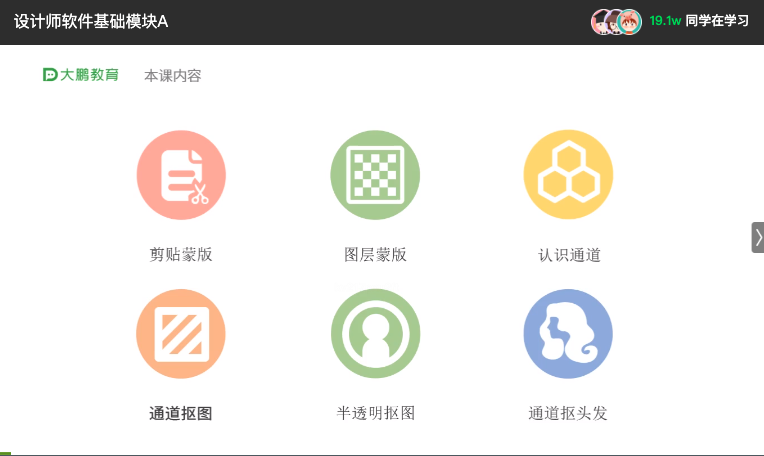 设计师软件基础模块A
19.1w 同学在学习
大鹏教育 本课内容
剪贴蒙版 图层蒙版 认识通道
通道抠图 半透明抠图 通道抠头发